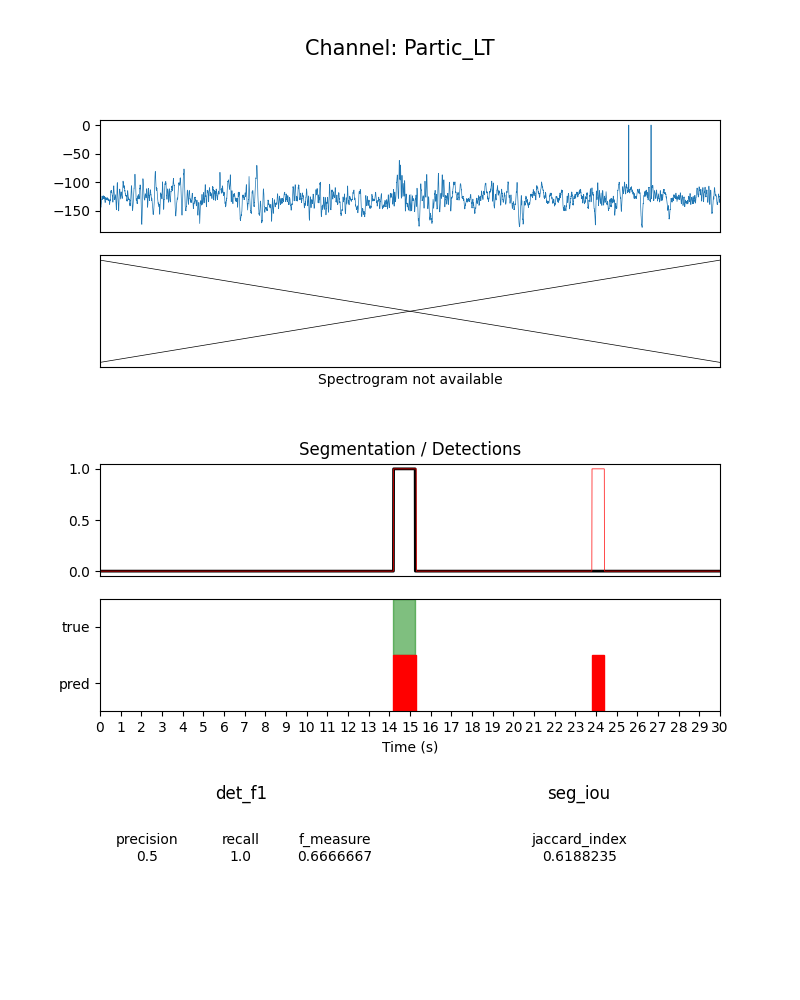 Channel: Partic_LT
0
−50
−100
−150
Spectrogram not available
Segmentation / Detections
1.0
0.5
0.0
true
pred
0 1 2 3 4 5 6 7 8 9 10 11 12 13 14 15 16 17 18 19 20 21 22 23 24 25 26 27 28 29 30
Time (s)
det_f1 seg_iou
precision recall f_measure jaccard_index
0.5 1.0 0.6666667 0.6188235